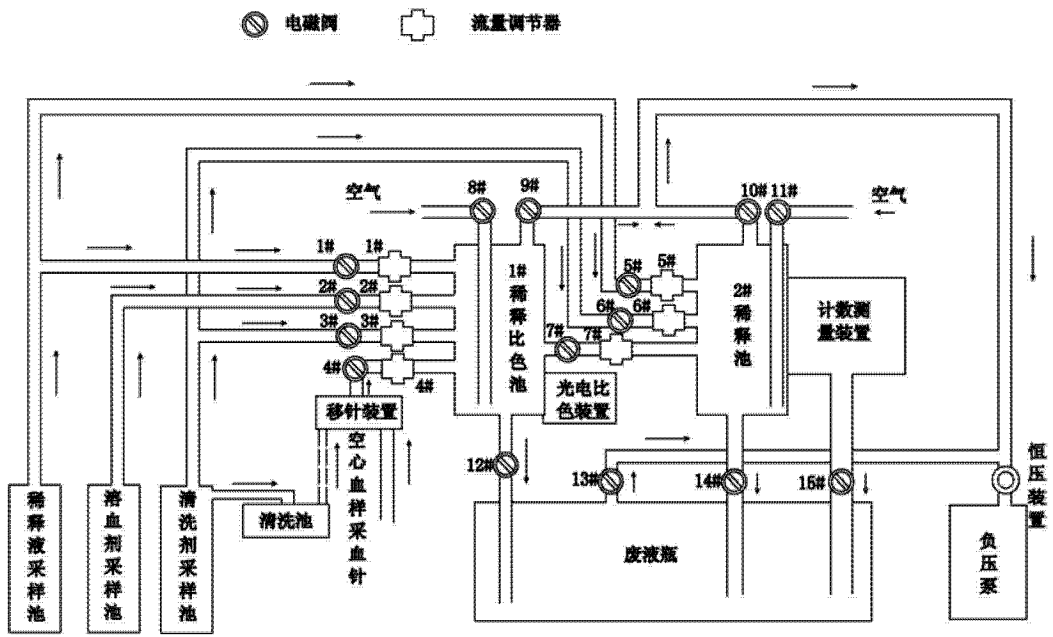 电磁阀 流量调节器
空气 8# 9# 10# 11# 空气
1# 1#
2# 2#
3# 3#
4# 4#
5# 5#
6# 6#
7# 7#
1#稀释比色池
2#稀释池
计数测
量装置
光电比
色装置
移针装置
空心血样采血针
12# 13# 14# 15#
恒压装置
稀释液采样池
溶血剂采样池
清洗剂采样池
清洗池
废液瓶
负压泵